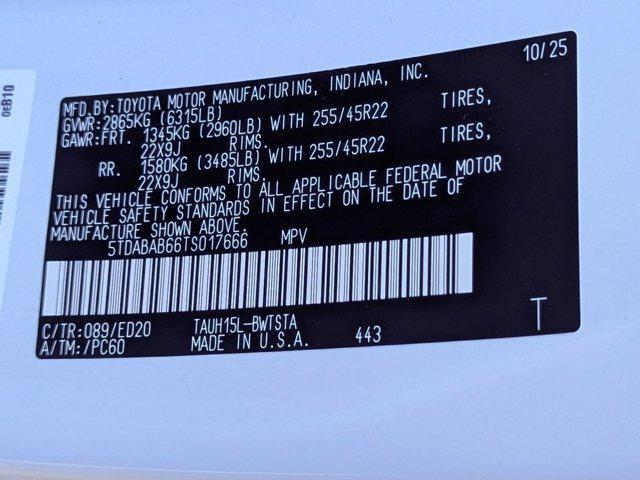 10/25
MFD.BY:TOYOTA MOTOR MANUFACTURING, INDIANA, INC.
GVWR:2865KG (6315LB)
GAWR:FRT. 1345KG (2960LB) WITH 255/45R22 TIRES,
22X9J RIMS.
RR. 1580KG (3485LB) WITH 255/45R22 TIRES,
22X9J RIMS.
THIS VEHICLE CONFORMS TO ALL APPLICABLE FEDERAL MOTOR
VEHICLE SAFETY STANDARDS IN EFFECT ON THE DATE OF
MANUFACTURE SHOWN ABOVE.
5TDABAB66TS017666 MPV
C/TR:089/ED20 TAUH15L-BWTSTA
A/TM:/PC60 MADE IN U.S.A. 443
T